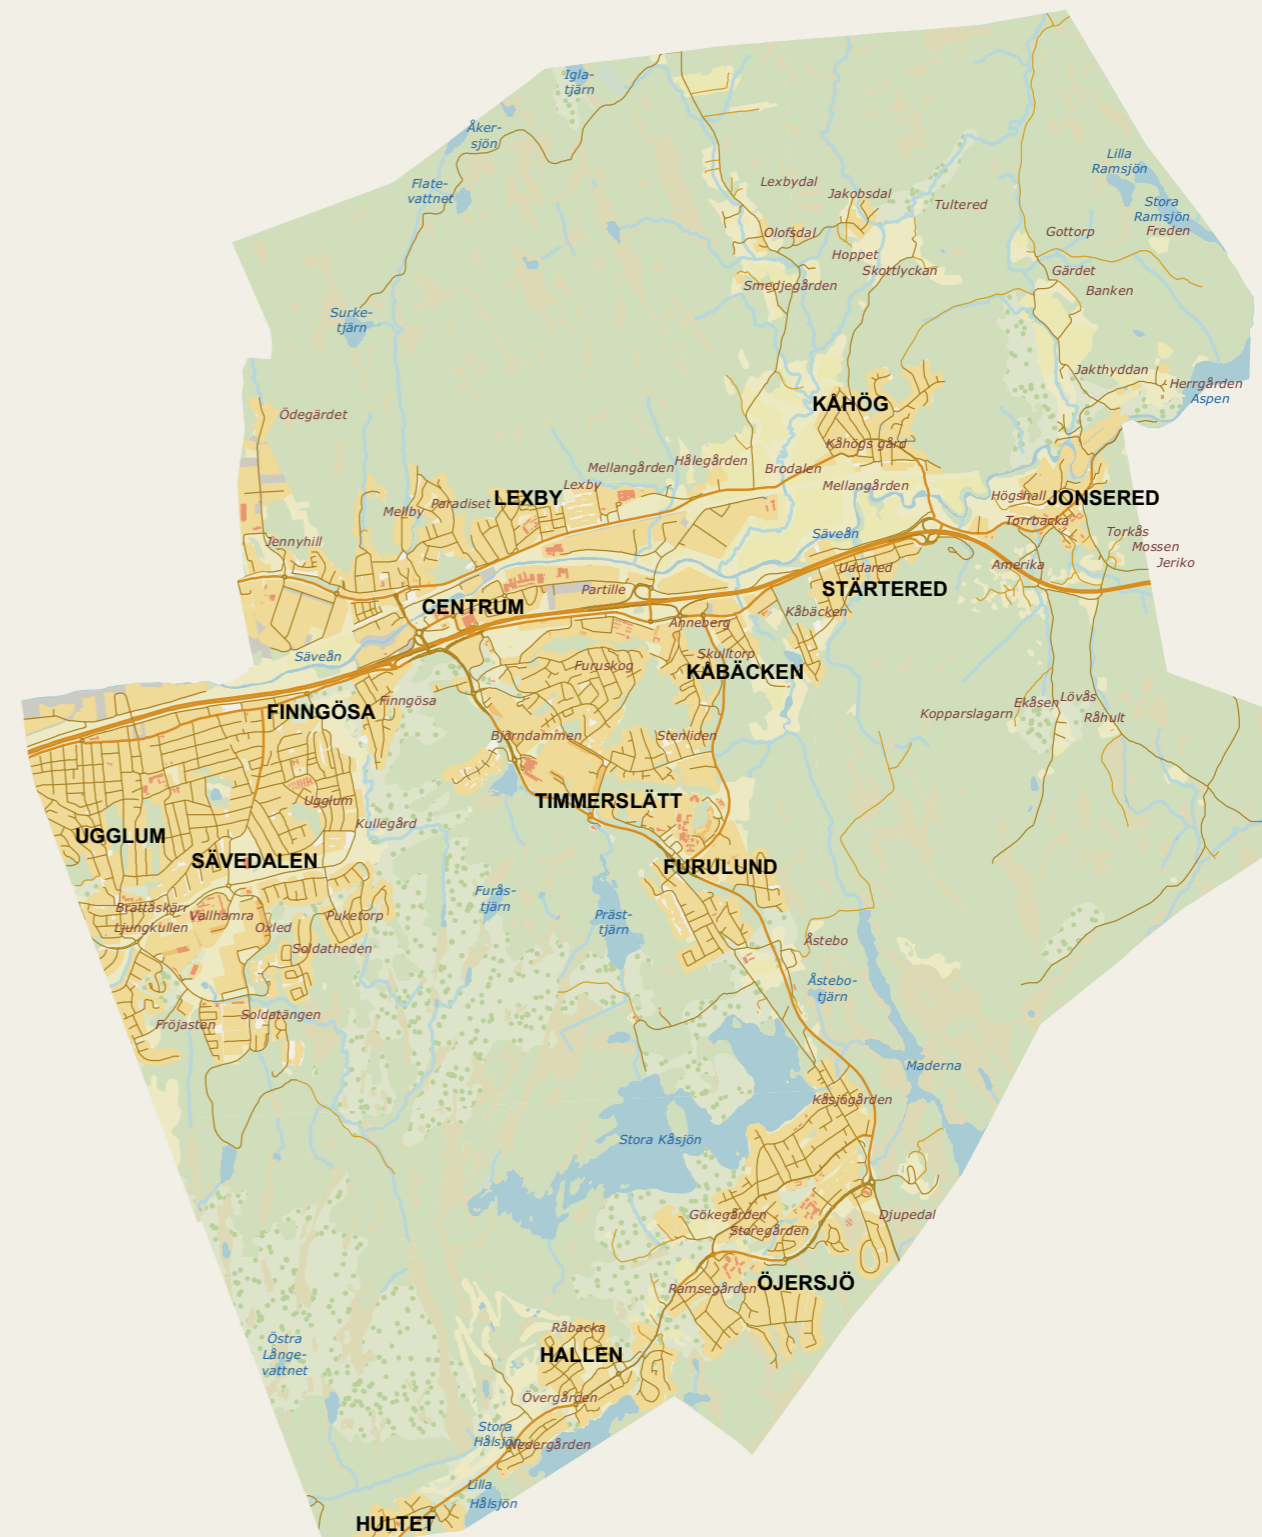 Igla-
tjärn
Åker-
sjön
Lilla
Ramsjön
Lexbydal
Flate-
vattnet
Jakobsdal
Tultered
Stora
Ramsjön
Freden
Olofsdal
Gottorp
Hoppet
Skottlyckan
Gärdet
Smedjegården
Banken
Surke-
tjärn
Jakthyddan
Herrgården
Aspen
KÅHÖG
Ödegärdet
Kåhögs gård
Hålegården
Mellangården
Brodalen
Lexby
Mellangården
LEXBY
Paradiset
Mellby
Högshall
JONSERED
Torrbacka
Säveån
Torkås
Jennyhill
Mossen
Jeriko
Uddared
Amerika
Partille
STÄRTERED
CENTRUM
Kåbäcken
Anneberg
Säveån
Skulltorp
Furuskog
KÅBÄCKEN
Finngösa
FINNGÖSA
Ekåsen
Lövås
Kopparslagarn
Råhult
Björndammen
Stenliden
Ugglum
TIMMERSLÄTT
Kullegård
UGGLUM
SÄVEDALEN
FURULUND
Furås-
tjärn
Brattåskärr
Vallhamra
Puketorp
Präst-
tjärn
Ljungkullen
Oxled
Soldatheden
Åstebo
Åstebo-
tjärn
Soldatängen
Fröjasten
Maderna
Kåsjögården
Stora Kåsjön
Gökegården
Djupedal
Storegården
ÖJERSJÖ
Ramsegården
Råbacka
Östra
Långe-
vattnet
HALLEN
Övergården
Stora
Hålsjön
Nedergården
Lilla
Hålsjön
HULTET